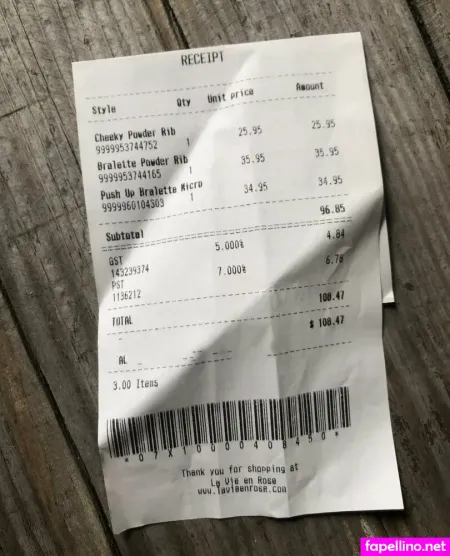 RECEIPT
Style Qty Unit price Amount
Cheeky Powder Rib
9999953744752 1 25.95 25.95
Bralette Powder Rib
9999953744165 1 35.95 35.95
Push Up Bralette Micro
9999960104303 1 34.95 34.95
Subtotal 96.85
GST 5.000% 4.84
143239374
PST 7.000% 6.78
1136212
TOTAL 108.47
AL $ 108.47
3.00 Items
*07X10000408450*
Thank you for shopping at
La Vie en Rose
www.lavieenrose.com
fapellino.net